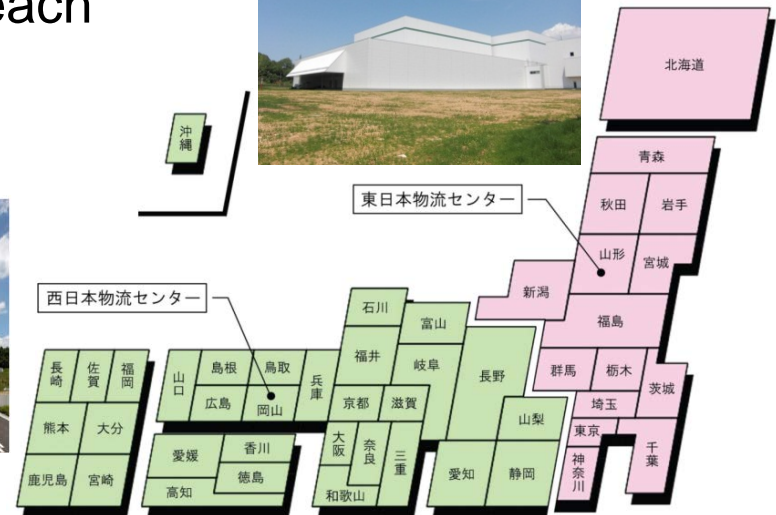 each
北海道
沖縄
青森
東日本物流センター
秋田
岩手
山形
宮城
西日本物流センター
新潟
石川
富山
福島
長崎
佐賀
福岡
山口
島根
鳥取
兵庫
福井
岐阜
長野
群馬
栃木
茨城
広島
岡山
京都
滋賀
埼玉
熊本
大分
山梨
東京
千葉
愛媛
香川
大阪
奈良
三重
神奈川
鹿児島
宮崎
高知
徳島
和歌山
愛知
静岡